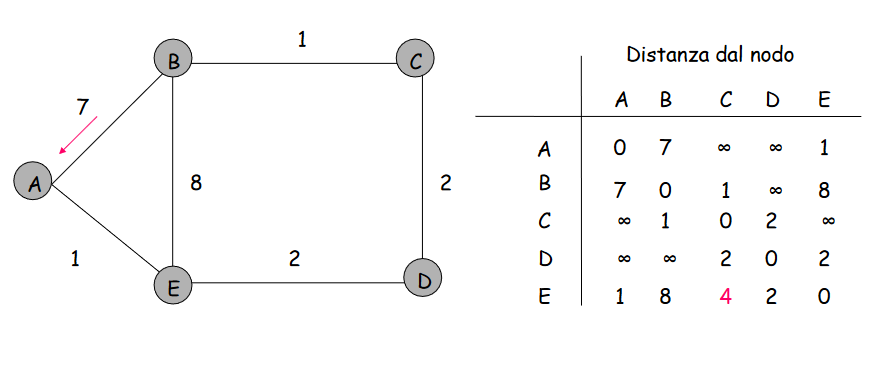 B
1
C
7
A
8
2
1
E
2
D
Distanza dal nodo
A B C D E
A 0 7 ∞ ∞ 1
B 7 0 1 ∞ 8
C ∞ 1 0 2 ∞
D ∞ ∞ 2 0 2
E 1 8 4 2 0